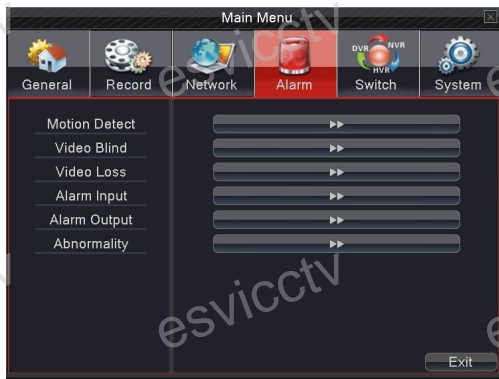 Main Menu
General
Record
Network
Alarm
DVR NVR
HVR
Switch
System
Motion Detect
Video Blind
Video Loss
Alarm Input
Alarm Output
Abnormality
Exit
esvicctv
esvicctv